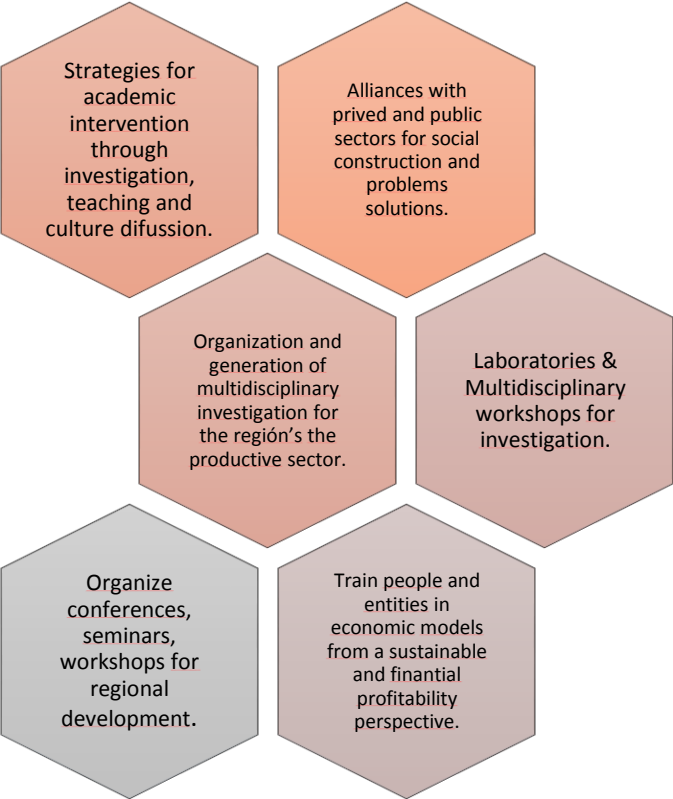 Strategies for
academic
intervention
through
investigation,
teaching and
culture difussion.
Alliances with
prived and public
sectors for social
construction and
problems
solutions.
Organization and
generation of
multidisciplinary
investigation for
the región’s the
productive sector.
Laboratories &
Multidisciplinary
workshops for
investigation.
Organize
conferences,
seminars,
workshops for
regional
development.
Train people and
entities in
economic models
from a sustainable
and finantial
profitability
perspective.